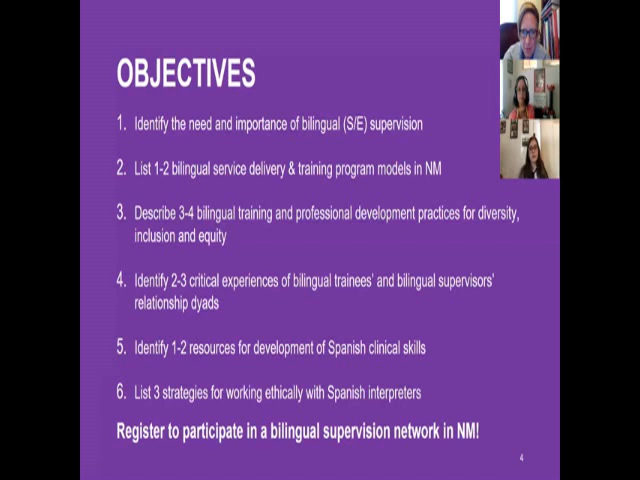 OBJECTIVES
1. Identify the need and importance of bilingual (S/E) supervision
2. List 1-2 bilingual service delivery & training program models in NM
3. Describe 3-4 bilingual training and professional development practices for diversity,
inclusion and equity
4. Identify 2-3 critical experiences of bilingual trainees' and bilingual supervisors'
relationship dyads
5. Identify 1-2 resources for development of Spanish clinical skills
6. List 3 strategies for working ethically with Spanish interpreters
Register to participate in a bilingual supervision network in NM!
4